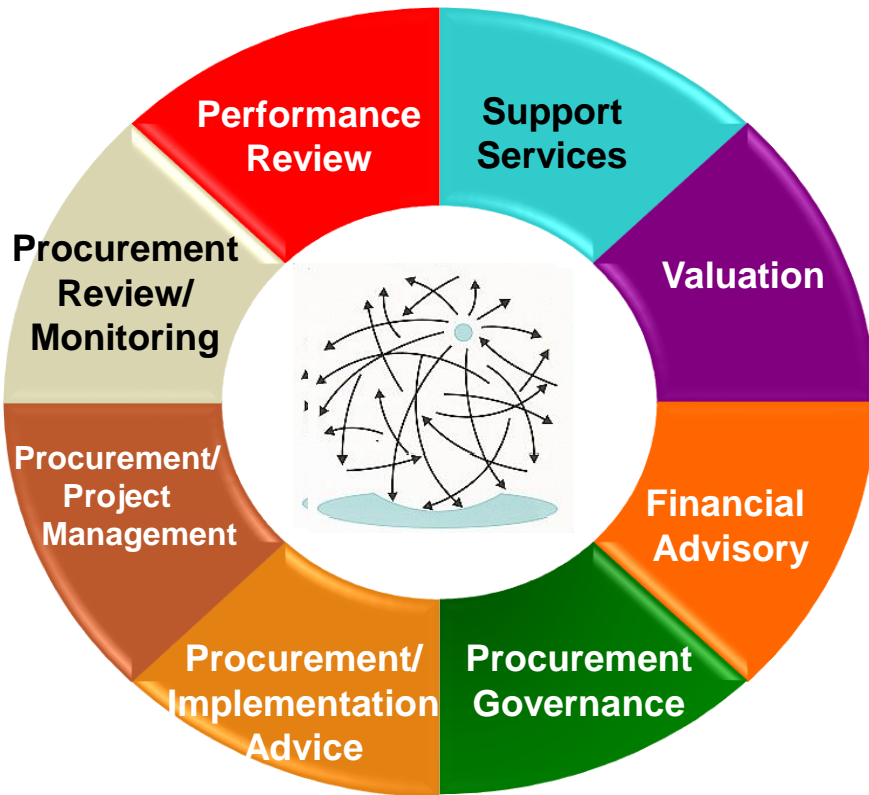 Performance
Review
Support
Services
Valuation
Financial
Advisory
Procurement
Governance
Procurement/
Implementation
Advice
Procurement/
Project
Management
Procurement
Review/
Monitoring